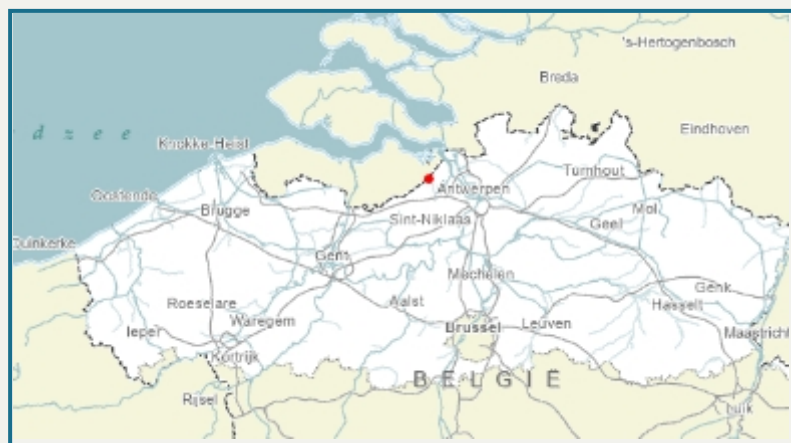 's-Hertogenbosch
Breda
dzee
Eindhoven
Knokke-Heist
Turnhout
Oostende
Antwerpen
Mol
Brugge
Sint-Niklaas
Geel
Duinkerke
Gent
Mechelen
Genk
Roeselare
Aalst
Hasselt
Ieper
Waregem
Brussel
Leuven
Maastricht
Kortrijk
BELGIË
Rijsel
Luik